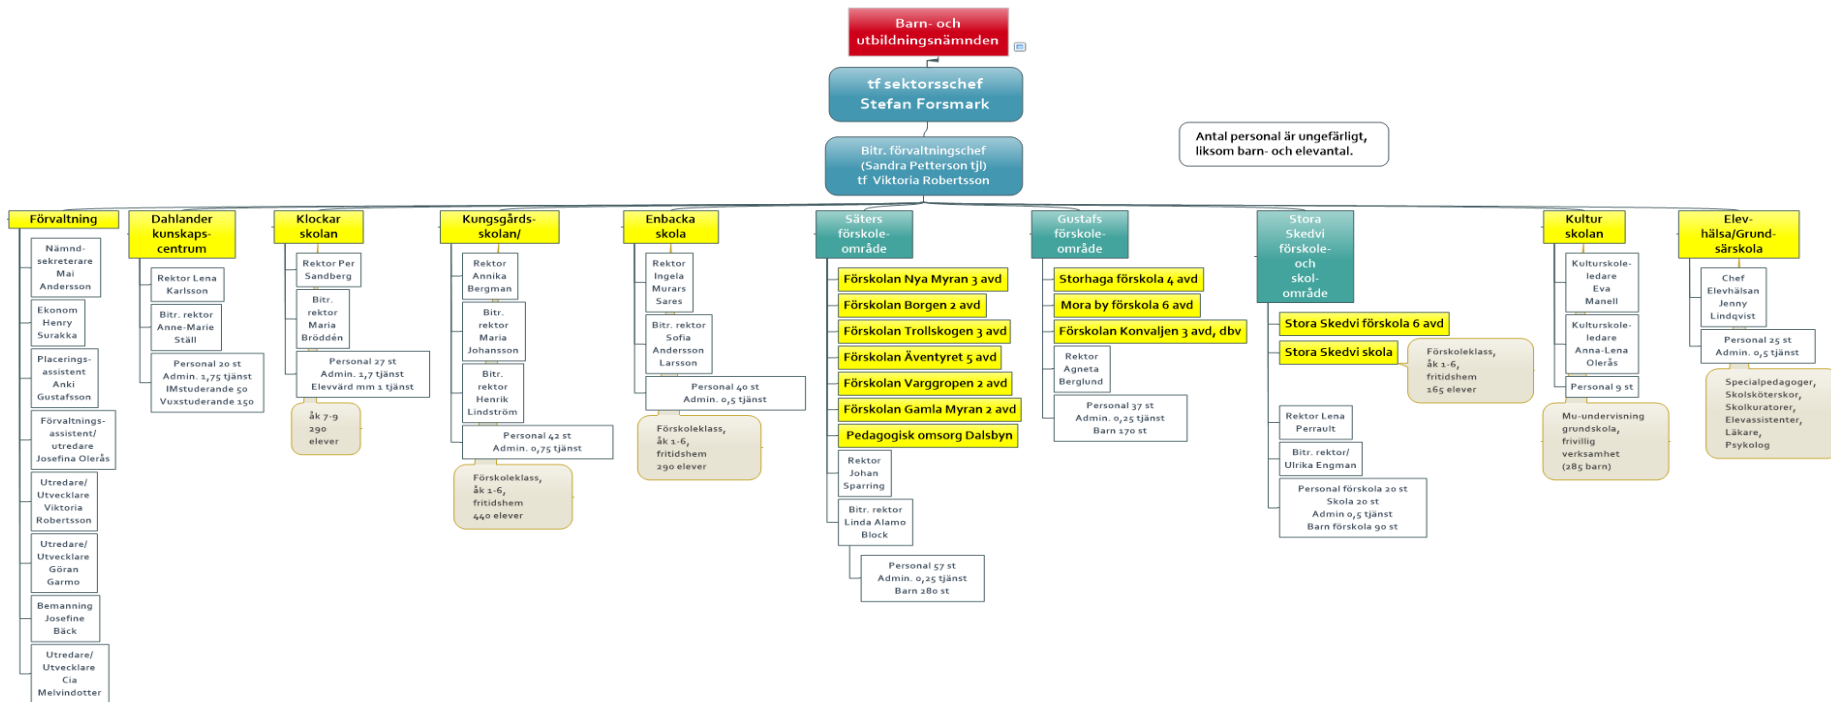 Barn- och
utbildningsnämnden
tf sektorsschef
Stefan Forsmark
Bitr. förvaltningschef
(Sandra Petterson tjl)
tf Viktoria Robertsson
Antal personal är ungefärligt,
liksom barn- och elevantal.
Förvaltning
Nämnd-
sekreterare
Mai
Andersson
Ekonom
Henry
Surakka
Placerings-
assistent
Anki
Gustafsson
Förvaltnings-
assistent/
utredare
Josefina Olerås
Utredare/
Utvecklare
Viktoria
Robertsson
Utredare/
Utvecklare
Göran
Garmo
Bemanning
Josefine
Bäck
Utredare/
Utvecklare
Cia
Melvindotter
Dahlander
kunskaps-
centrum
Rektor Lena
Karlsson
Bitr. rektor
Anne-Marie
Ståll
Personal 20 st
Admin. 1,75 tjänst
IMstuderande 50
Vuxstuderande 150
Klockar
skolan
Rektor Per
Sandberg
Bitr.
rektor
Maria
Bröddén
Personal 27 st
Admin. 1,7 tjänst
Elevvärd mm 1 tjänst
åk 7-9
290
elever
Kungsgårds-
skolan/
Rektor
Annika
Bergman
Bitr.
rektor
Maria
Johansson
Bitr.
rektor
Henrik
Lindström
Personal 42 st
Admin. 0,75 tjänst
Förskoleklass,
åk 1-6,
fritidshem
440 elever
Enbacka
skola
Rektor
Ingela
Murars
Sares
Bitr. rektor
Sofia
Andersson
Larsson
Personal 40 st
Admin. 0,5 tjänst
Förskoleklass,
åk 1-6,
fritidshem
290 elever
Säters
förskole-
område
Förskolan Nya Myran 3 avd
Förskolan Borgen 2 avd
Förskolan Trollskogen 3 avd
Förskolan Äventyret 5 avd
Förskolan Varggropen 2 avd
Förskolan Gamla Myran 2 avd
Pedagogisk omsorg Dalsbyn
Rektor
Johan
Sparring
Bitr. rektor
Linda Alamo
Block
Personal 57 st
Admin. 0,25 tjänst
Barn 280 st
Gustafs
förskole-
område
Storhaga förskola 4 avd
Mora by förskola 6 avd
Förskolan Konvaljen 3 avd, dbv
Rektor
Agneta
Berglund
Personal 37 st
Admin. 0,25 tjänst
Barn 170 st
Stora
Skedvi
förskole-
och
skol-
område
Stora Skedvi förskola 6 avd
Stora Skedvi skola
Förskoleklass,
åk 1-6,
fritidshem
165 elever
Rektor Lena
Perrault
Bitr. rektor/
Ulrika Engman
Personal förskola 20 st
Skola 20 st
Admin 0,5 tjänst
Barn förskola 90 st
Kultur
skolan
Kulturskole-
ledare
Eva
Manell
Kulturskole-
ledare
Anna-Lena
Olerås
Personal 9 st
Mu-undervisning
grundskola,
frivillig
verksamhet
(285 barn)
Elev-
hälsa/Grund-
särskola
Chef
Elevhälsan
Jenny
Lindqvist
Personal 25 st
Admin. 0,5 tjänst
Specialpedagoger,
Skolsköterskor,
Skolkuratorer,
Elevassistenter,
Läkare,
Psykolog